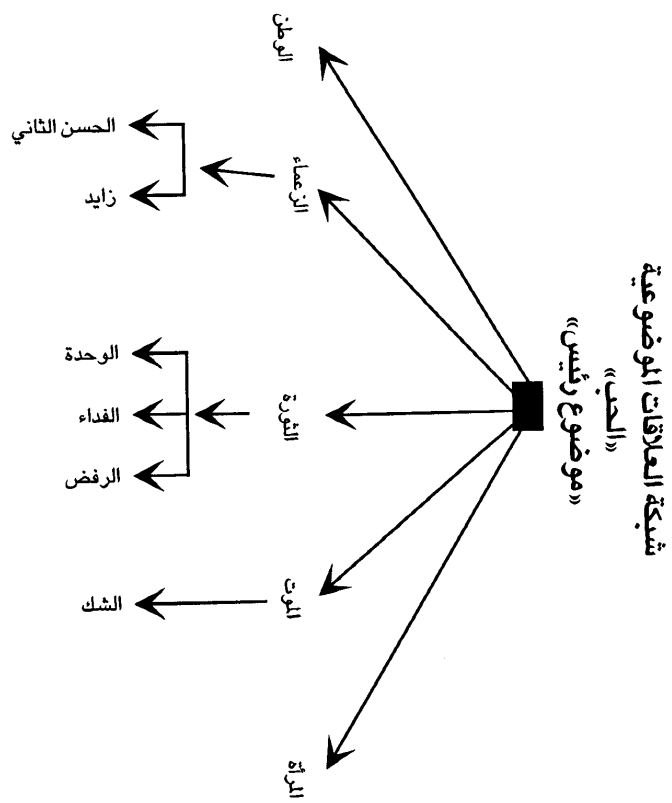 شبكة العلاقات الموضوعية
«الحب»
«موضوع رئيس»
الوطن
الزعماء
الثورة
الموت
المرأة
الحسن الثاني
زايد
الوحدة
الفداء
الرفض
الشك